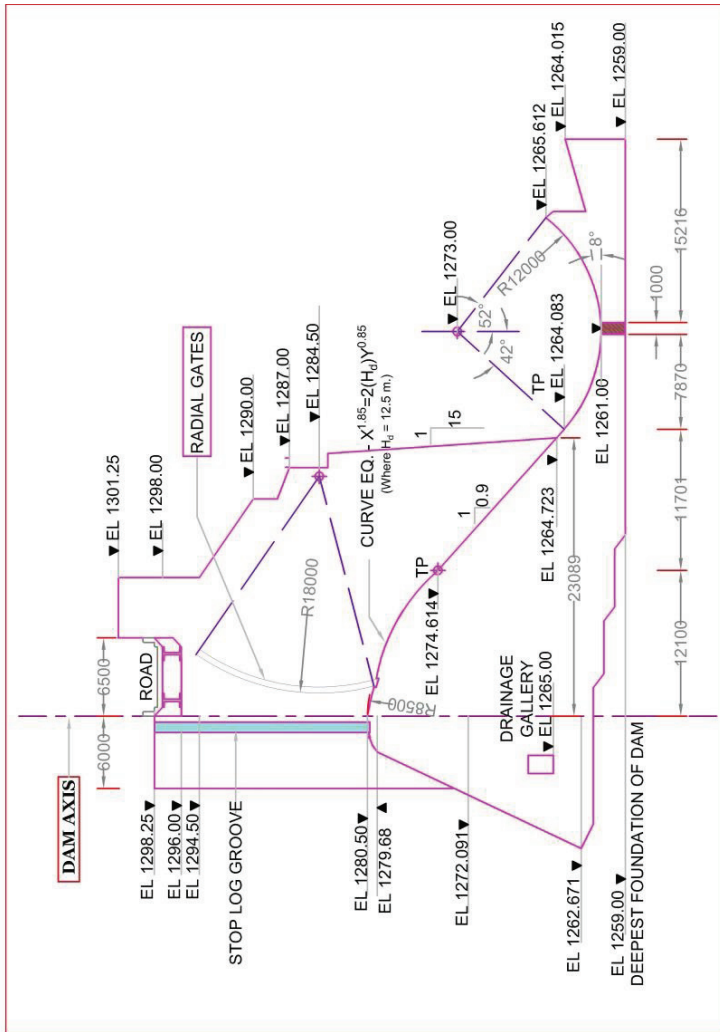 DAM AXIS
6000
6500
ROAD
EL 1301.25
EL 1298.00
RADIAL GATES
EL 1290.00
EL 1287.00
EL 1284.50
EL 1273.00
EL 1265.612
EL 1264.015
EL 1259.00
EL 1298.25
EL 1296.00
EL 1294.50
STOP LOG GROOVE
EL 1280.50
EL 1279.68
EL 1272.091
EL 1262.671
EL 1259.00
DEEPEST FOUNDATION OF DAM
R18000
R8500
CURVE EQ. - X1.85=2(Hd)Y0.85
(Where Hd = 12.5 m.)
1
15
TP
EL 1274.614
1
0.9
DRAINAGE
GALLERY
EL 1265.00
EL 1264.723
23089
TP
EL 1264.083
EL 1261.00
52°
42°
R12000
8°
12100
11701
7870
1000
15216